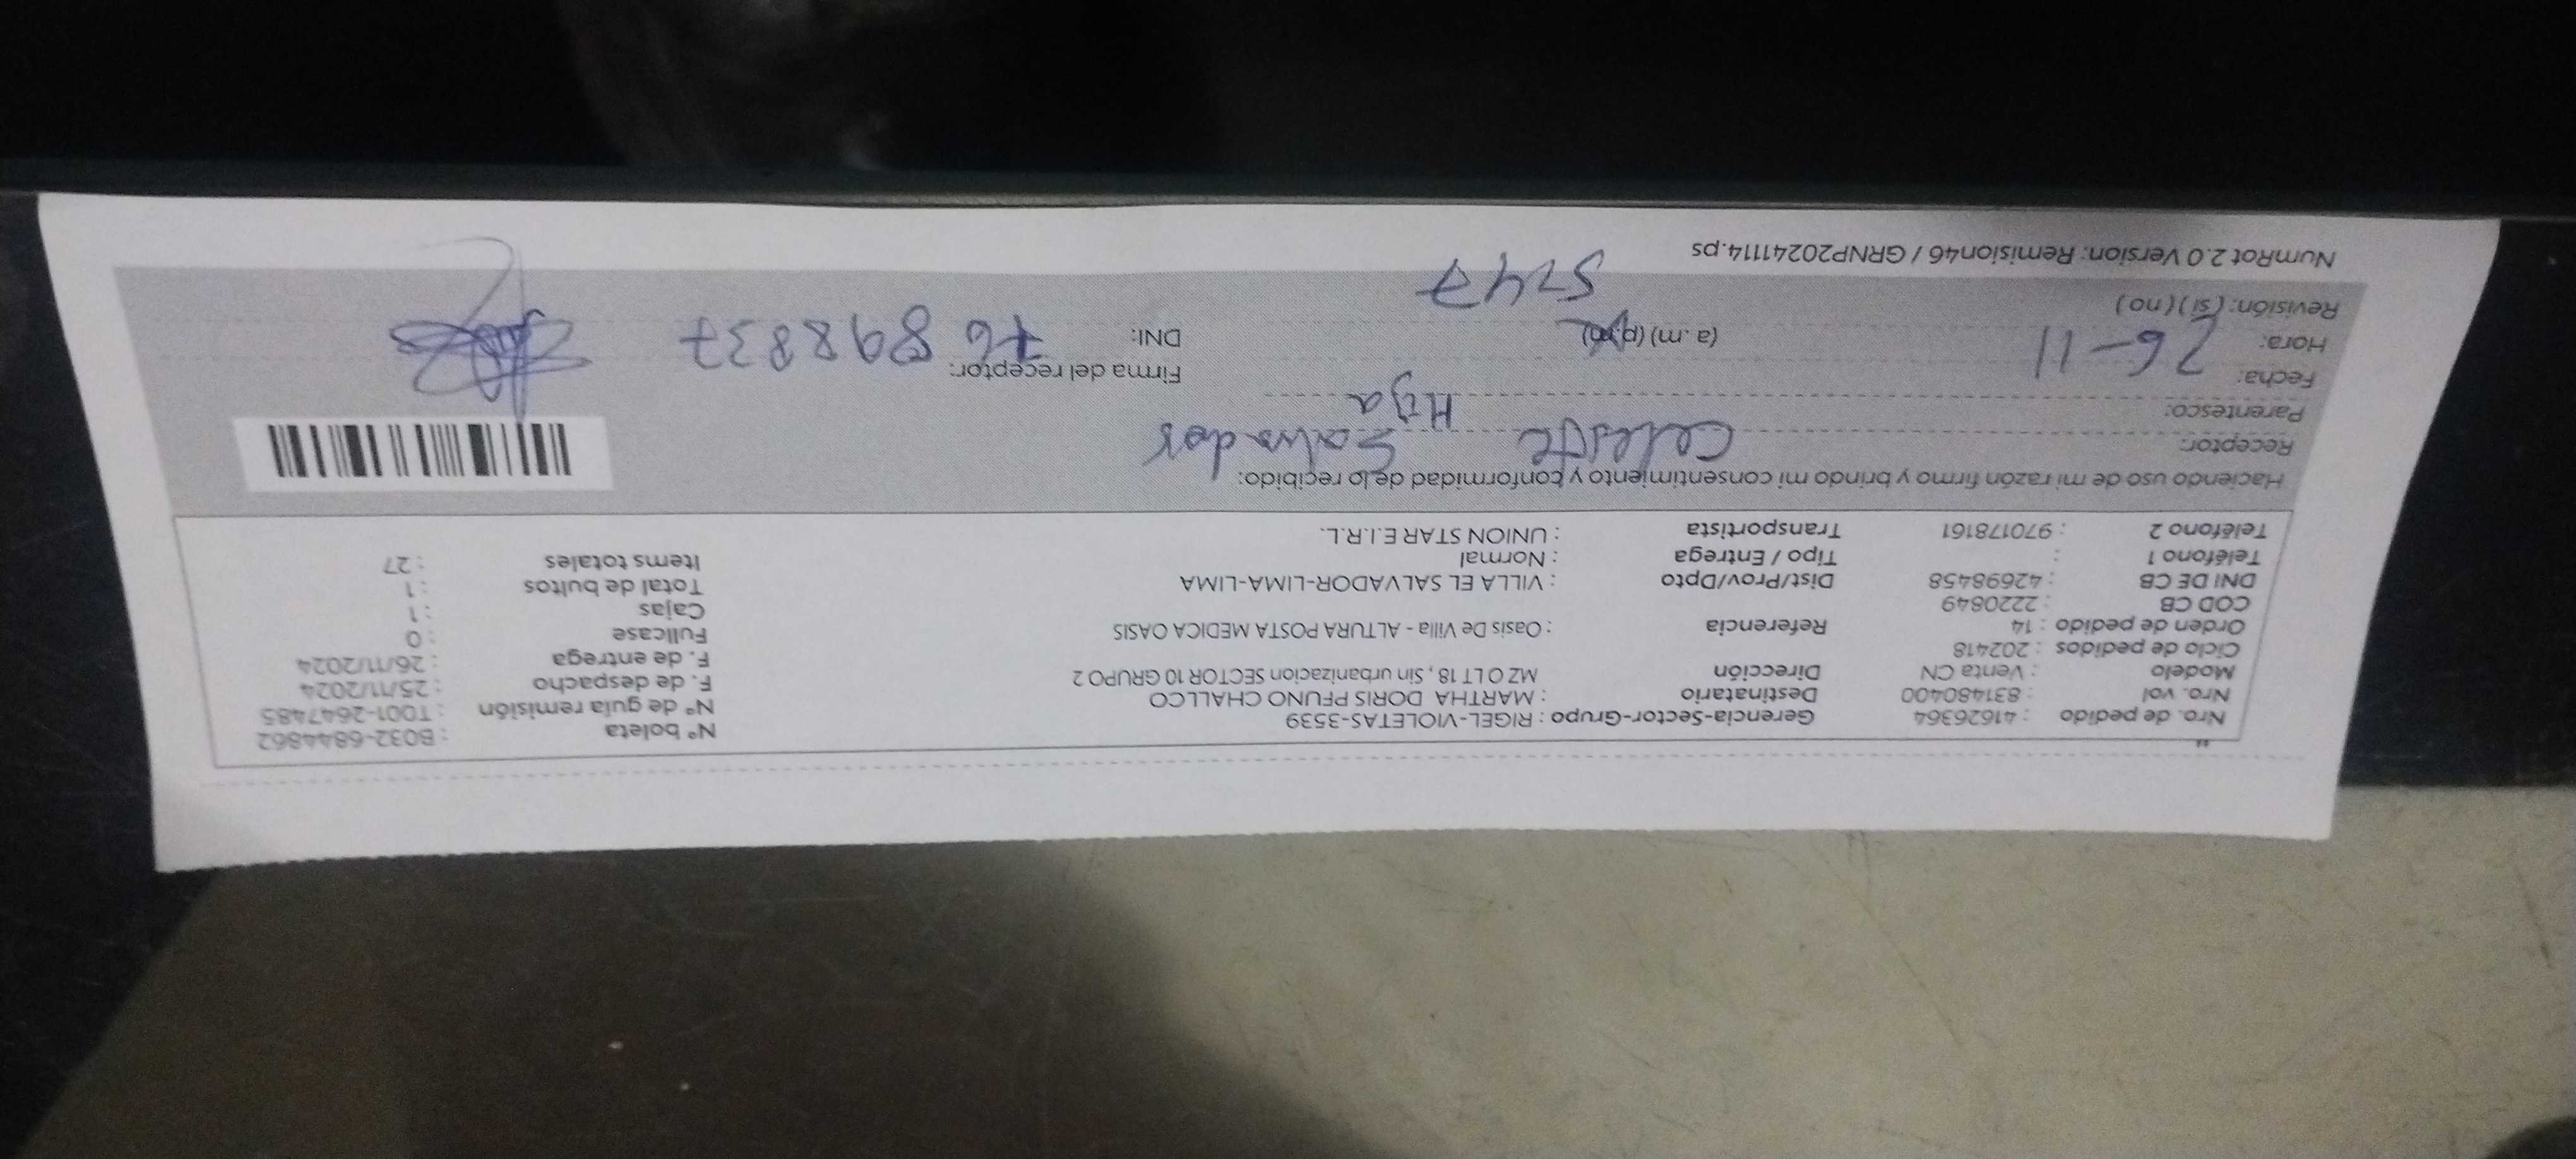 Nro. de pedido : 41626364 Gerencia-Sector-Grupo : RIGEL-VIOLETAS-3539 N° boleta : B032-6844862
Nro. vol : 831480400 Destinatario : MARTHA DORIS PFUNO CHALLCO N° de guía remisión : T001-2647485
Modelo : Venta CN Dirección MZ O LT 18 , Sin urbanizacion SECTOR 10 GRUPO 2 F. de despacho : 25/11/2024
Ciclo de pedidos : 202418 F. de entrega : 26/11/2024
Orden de pedido : 14 Referencia : Oasis De Villa - ALTURA POSTA MEDICA OASIS Fullcase : 0
COD CB : 2220849 Cajas : 1
DNI DE CB : 42698458 Dist/Prov/Dpto : VILLA EL SALVADOR-LIMA-LIMA Total de bultos : 1
Teléfono 1 : Tipo / Entrega : Normal Items totales : 27
Teléfono 2 : 970178161 Transportista : UNION STAR E.I.R.L.
Haciendo uso de mi razón firmo y brindo mi consentimiento y conformidad de lo recibido:
Receptor: Celeste Salvador
Parentesco: Hija
Fecha: 26-11 Firma del receptor:
Hora: (a.m) (p.m) DNI: 76898837
5:47
Revisión: (si) (no)
NumRot 2.0 Version: Remision46 / GRNP20241114.ps